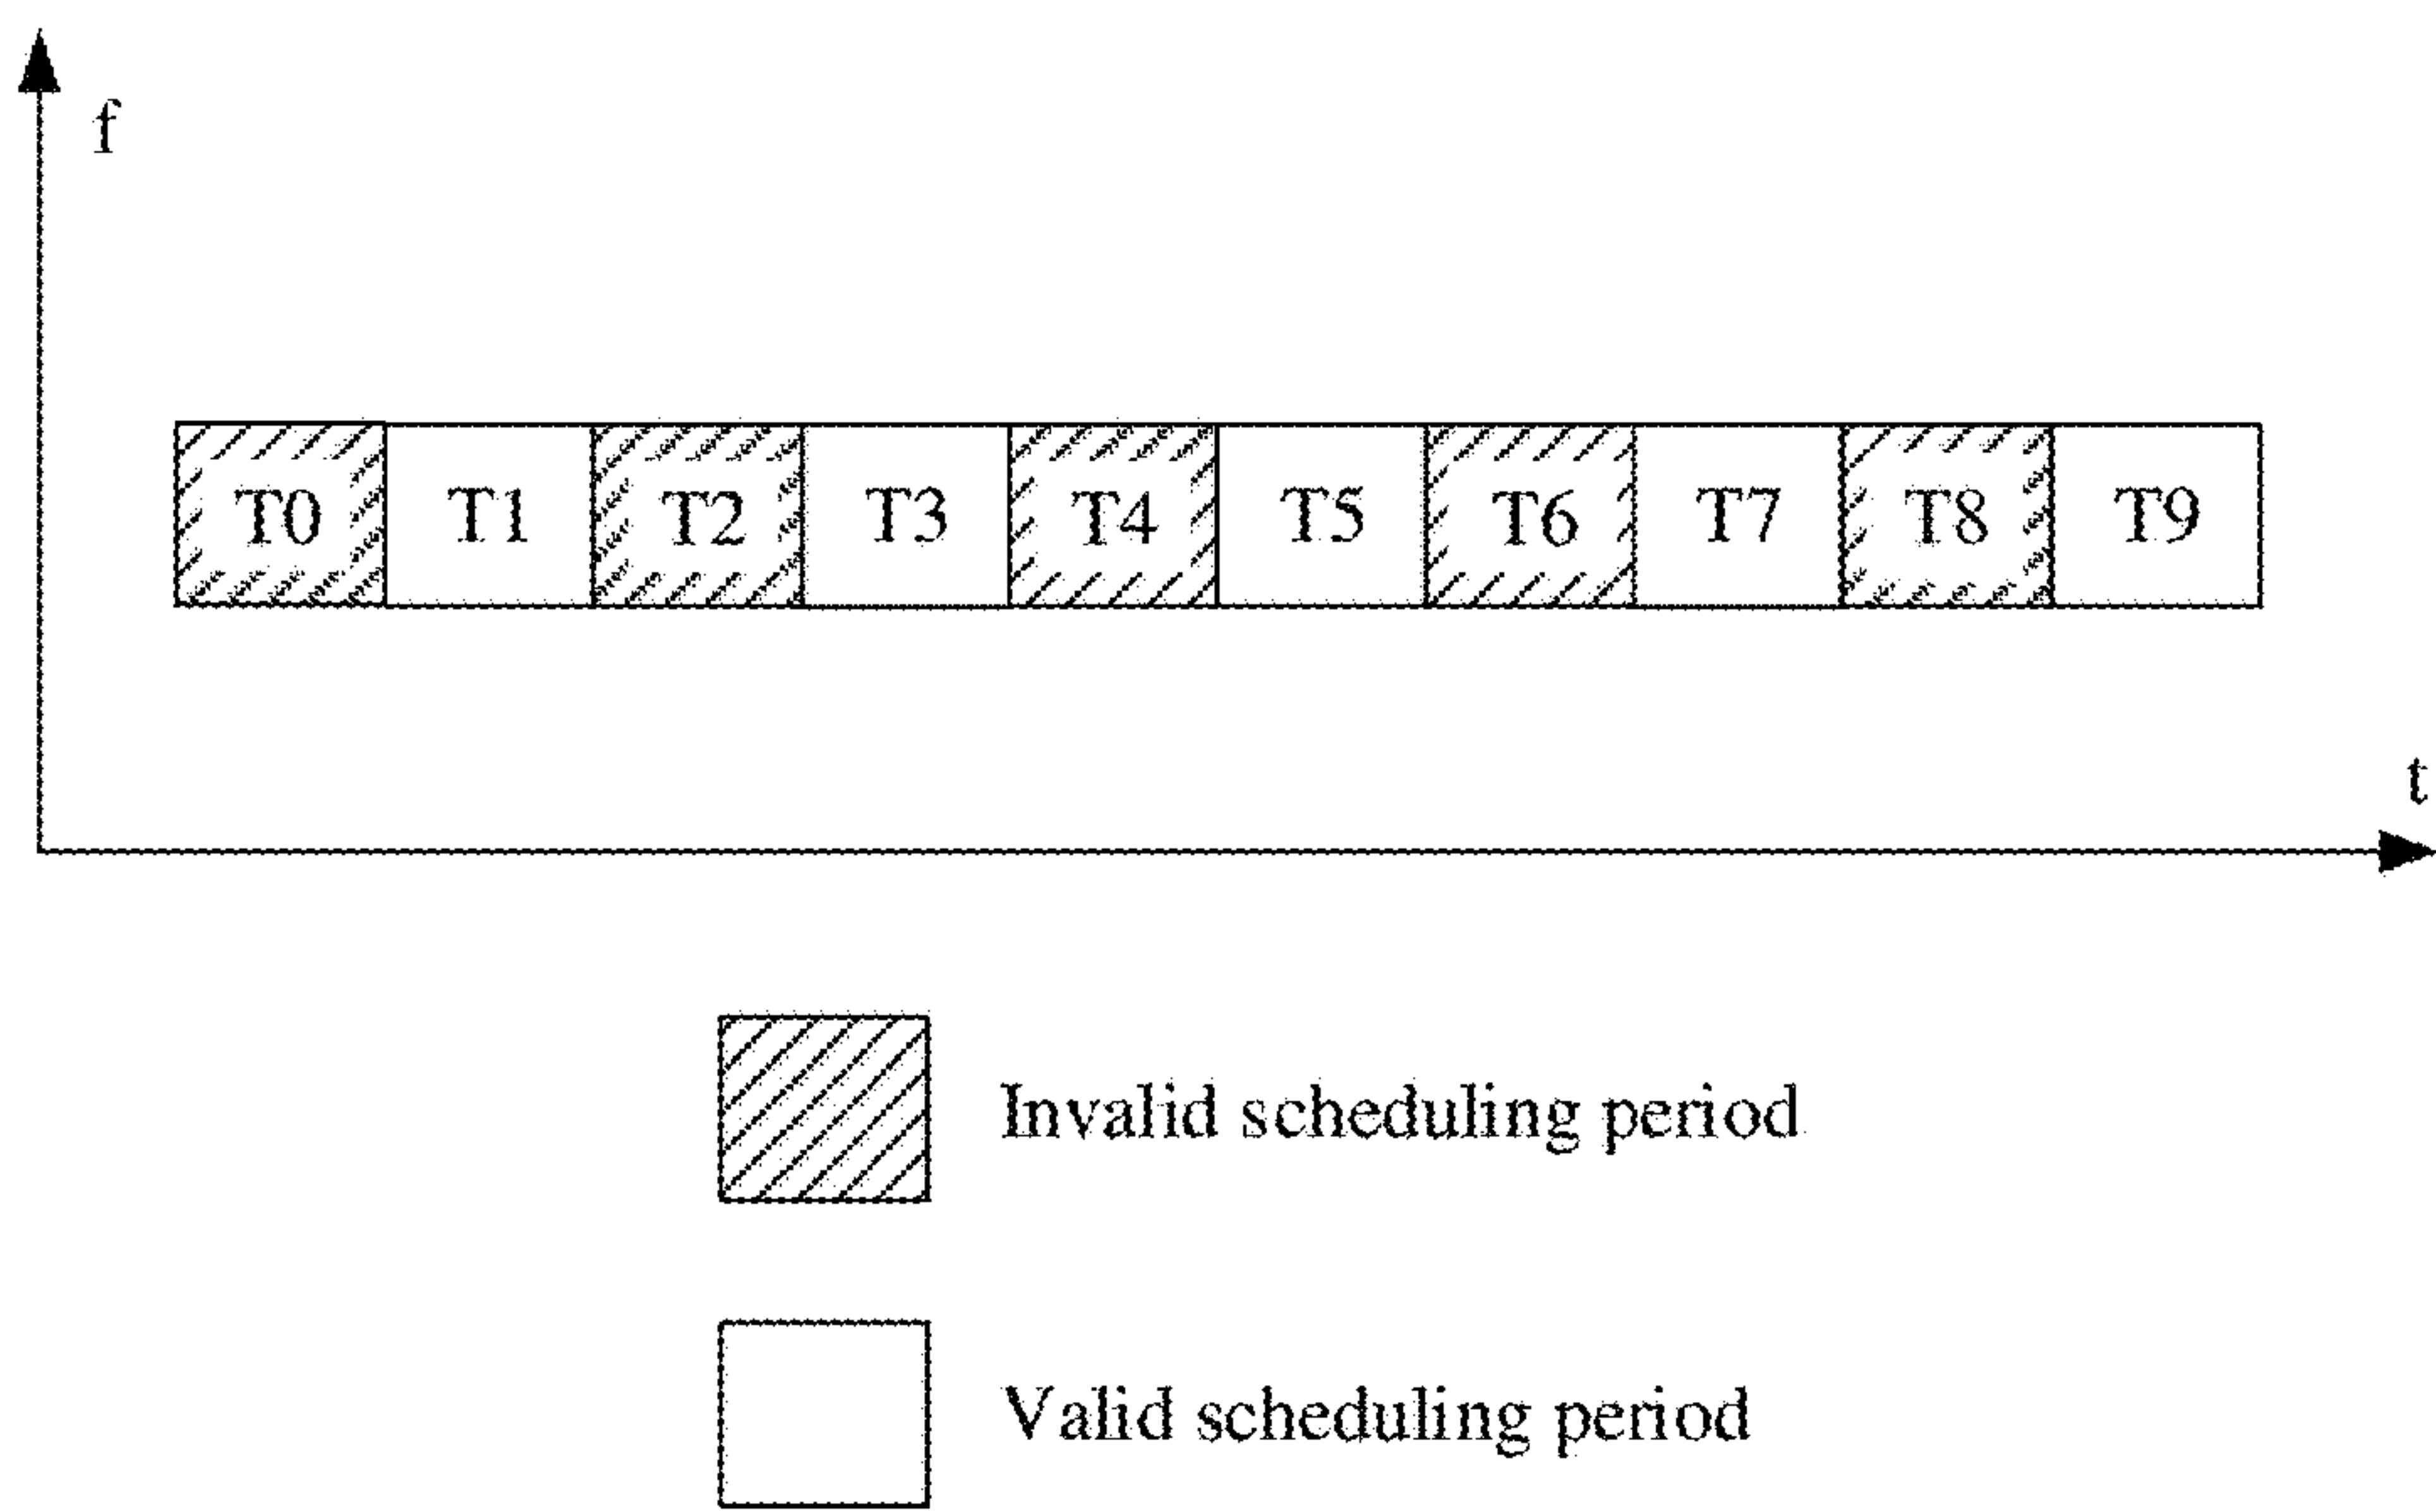 f
T0 T1 T2 T3 T4 T5 T6 T7 T8 T9
t
Invalid scheduling period
Valid scheduling period